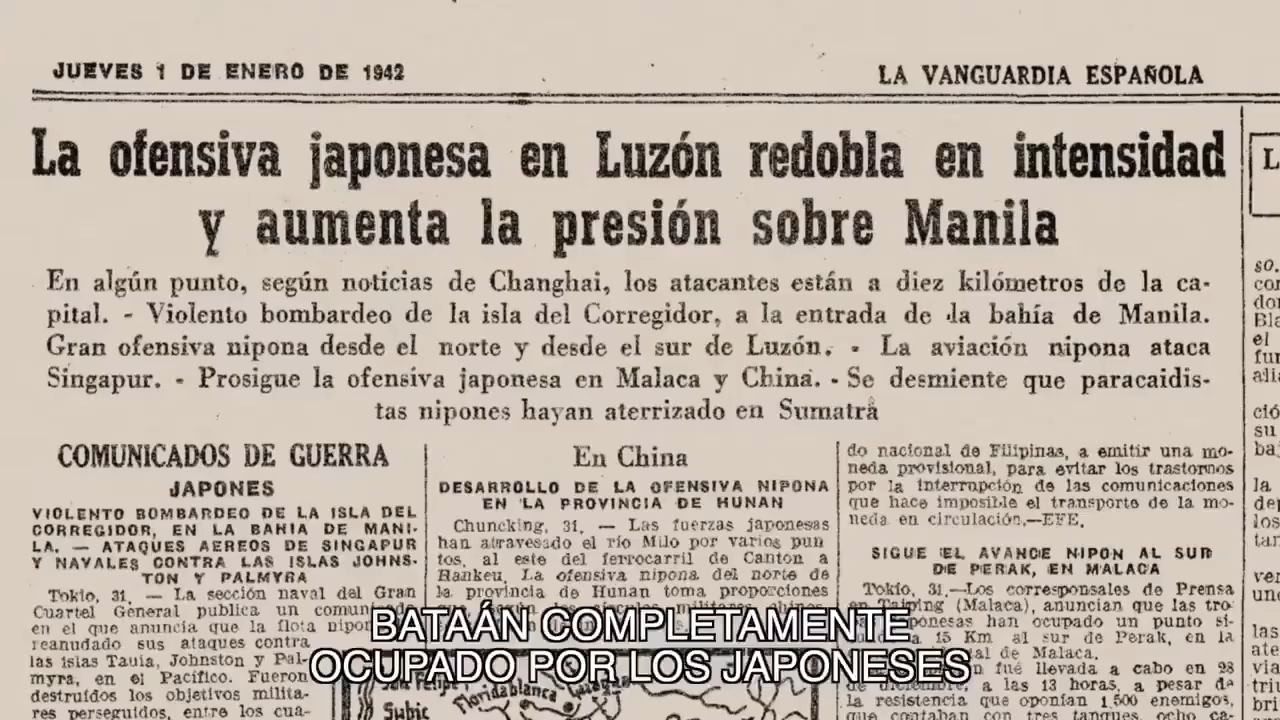 JUEVES 1 DE ENERO DE 1942
LA VANGUARDIA ESPAÑOLA
La ofensiva japonesa en Luzón redobla en intensidad
y aumenta la presión sobre Manila
En algún punto, según noticias de Changhai, los atacantes están a diez kilómetros de la ca-
pital. - Violento bombardeo de la isla del Corregidor, a la entrada de la bahía de Manila.
Gran ofensiva nipona desde el norte y desde el sur de Luzón. - La aviación nipona ataca
Singapur. - Prosigue la ofensiva japonesa en Malaca y China. - Se desmiente que paracaidis-
tas nipones hayan aterrizado en Sumatra
COMUNICADOS DE GUERRA
JAPONES
VIOLENTO BOMBARDEO DE LA ISLA DEL
CORREGIDOR, EN LA BAHIA DE MANI-
LA. — ATAQUES AEREOS DE SINGAPUR
Y NAVALES CONTRA LAS ISLAS JOHNS-
TON Y PALMYRA
Tokio, 31. — La sección naval del Gran
Cuartel General publica un
en el que anuncia que la flota
reanudado sus ataques contra
las islas Tauia, Johnston y Pal-
myra, en el Pacífico. Fueron
destruídos los objetivos milita-
res perseguidos, entre los cua-
En China
DESARROLLO DE LA OFENSIVA NIPONA
EN LA PROVINCIA DE HUNAN
Chuncking, 31. — Las fuerzas japonesas
han atravesado el río Milo por varios pun
tos, al este del ferrocarril de Canton a
Hankeu. La ofensiva nipona del norte de
la provincia de Hunan toma proporciones
San Felipe
Floridablanca
Subic
do nacional de Filipinas, a emitir una mo-
neda provisional, para evitar los trastornos
por la interrupción de las comunicaciones
que hace imposible el transporte de la mo-
neda en circulación.—EFE.
SIGUE EL AVANCE NIPON AL SUR
DE PERAK, EN MALACA
Tokio, 31.—Los corresponsales de Prensa
en Taiping (Malaca), anuncian que las tro-
ponesas han ocupado un punto si-
a 15 Km al sur de Perak, en la
al de Malaca.
fué llevada a cabo en 28
de diciembre, a las 13 horas, a pesar de
la resistencia que oponían 1,500 enemigos,
que contaban con tres tanques, ocho ca-
BATAÁN COMPLETAMENTE
OCUPADO POR LOS JAPONESES